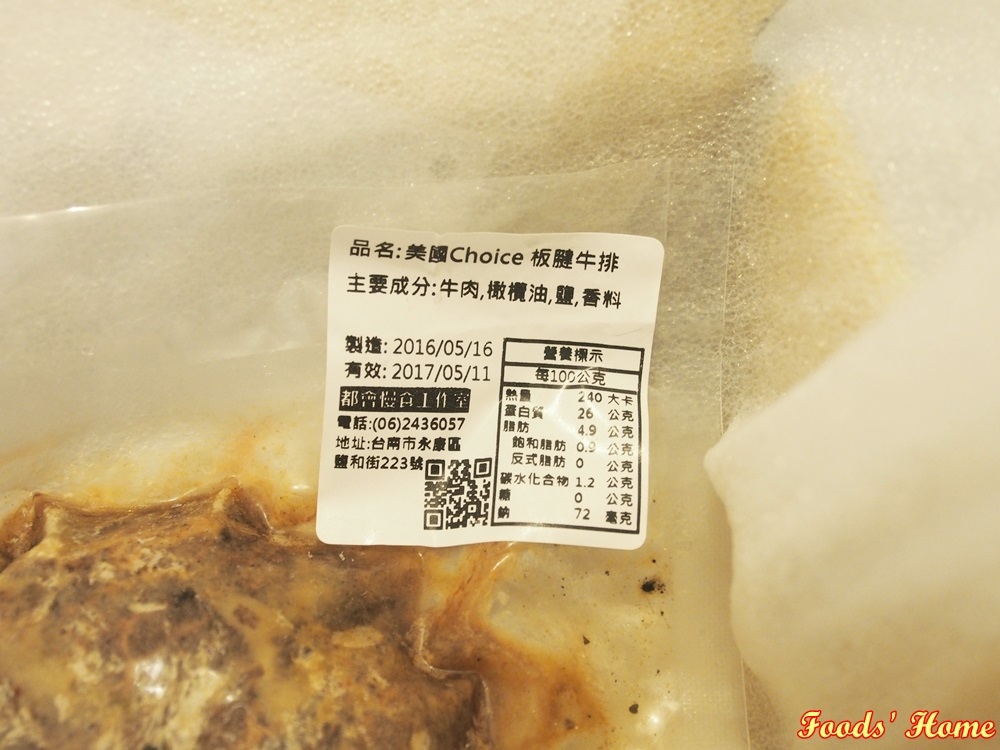 品名:美國Choice 板腱牛排
主要成分:牛肉,橄欖油,鹽,香料
製造: 2016/05/16
有效: 2017/05/11
都會慢食工作室
電話:(06)2436057
地址:台南市永康區
鹽和街223號
營養標示
每100公克
熱量 240 大卡
蛋白質 26 公克
脂肪 4.9 公克
飽和脂肪 0.9 公克
反式脂肪 0 公克
碳水化合物 1.2 公克
糖 0 公克
鈉 72 毫克
Foods' Home